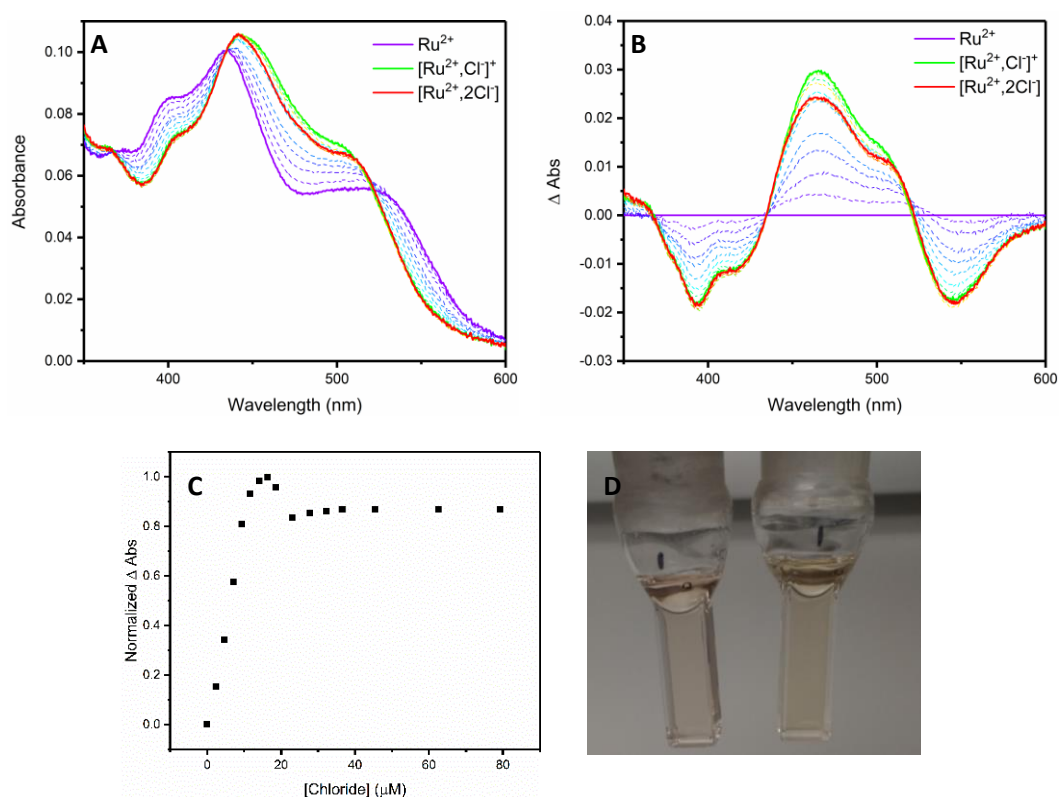 A
Ru²⁺
[Ru²⁺,Cl⁻]⁺
[Ru²⁺,2Cl⁻]
0.10
0.08
0.06
0.04
0.02
0.00
Absorbance
400
500
600
Wavelength (nm)
B
Ru²⁺
[Ru²⁺,Cl⁻]⁺
[Ru²⁺,2Cl⁻]
0.04
0.03
0.02
0.01
0.00
-0.01
-0.02
-0.03
Δ Abs
400
500
600
Wavelength (nm)
C
1.0
0.8
0.6
0.4
0.2
0.0
Normalized Δ Abs
0
20
40
60
80
[Chloride] (μM)
D